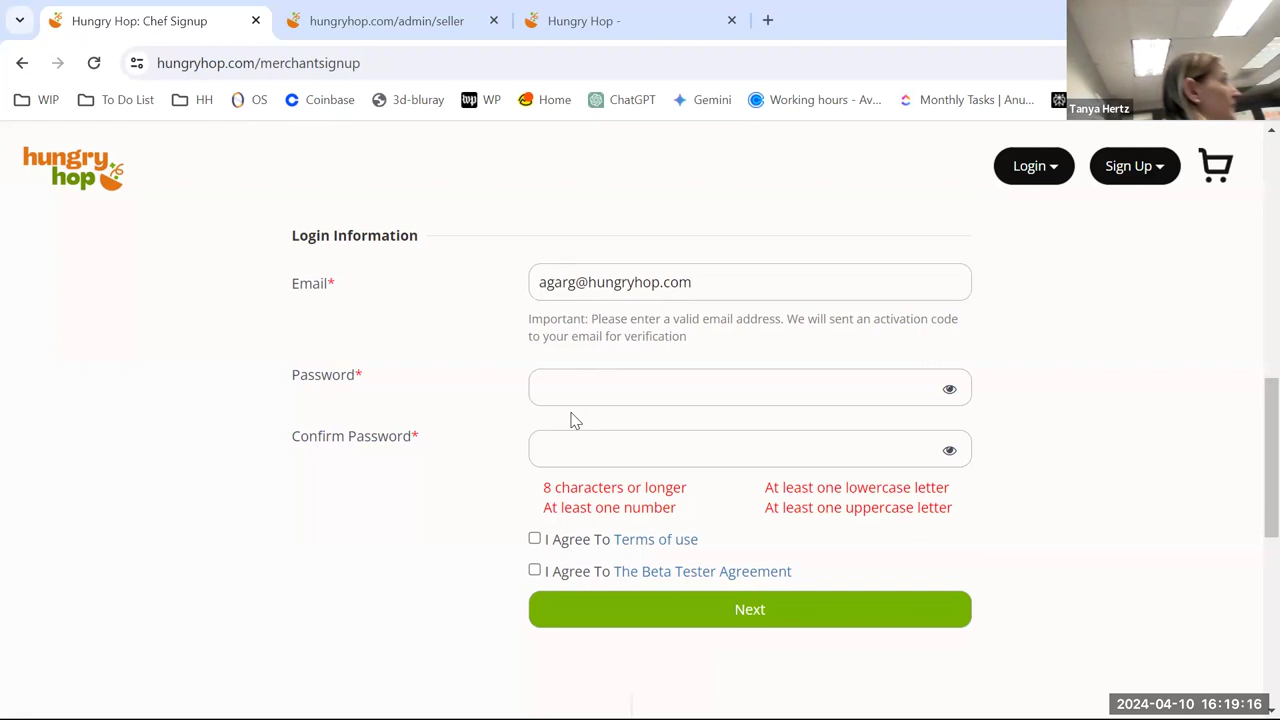 Hungry Hop: Chef Signup
hungryhop.com/admin/seller
Hungry Hop -
hungryhop.com/merchantsignup
WIP
To Do List
HH
OS
Coinbase
3d-bluray
WP
Home
ChatGPT
Gemini
Working hours - Av...
Monthly Tasks | Anu...
Tanya Hertz
hungry
hop
Login
Sign Up
Login Information
Email*
agarg@hungryhop.com
Important: Please enter a valid email address. We will sent an activation code
to your email for verification
Password*
Confirm Password*
8 characters or longer
At least one lowercase letter
At least one number
At least one uppercase letter
I Agree To Terms of use
I Agree To The Beta Tester Agreement
Next
2024-04-10 16:19:16